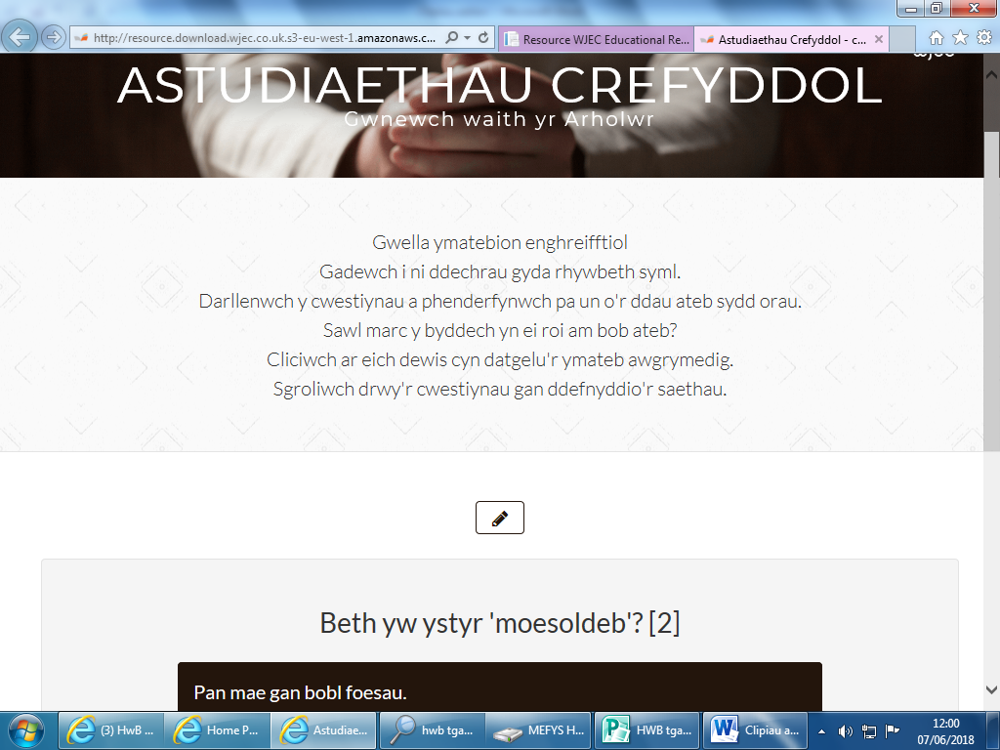 http://resource.download.wjec.co.uk.s3-eu-west-1.amazonaws.c...
Resource WJEC Educational Re...
Astudiaethau Crefyddol - c...
wjec
ASTUDIAETHAU CREFYDDOL
Gwnewch waith yr Arholwr
Gwella ymatebion enghreifftiol
Gadewch i ni ddechrau gyda rhywbeth syml.
Darllenwch y cwestiynau a phenderfynwch pa un o'r ddau ateb sydd orau.
Sawl marc y byddech yn ei roi am bob ateb?
Cliciwch ar eich dewis cyn datgelu'r ymateb awgrymedig.
Sgroliwch drwy'r cwestiynau gan ddefnyddio'r saethau.
Beth yw ystyr 'moesoldeb'? [2]
Pan mae gan bobl foesau.
(3) HwB ...
Home P...
Astudiae...
hwb tga...
MEFYS H...
HWB tga...
Clipiau a...
12:00
07/06/2018